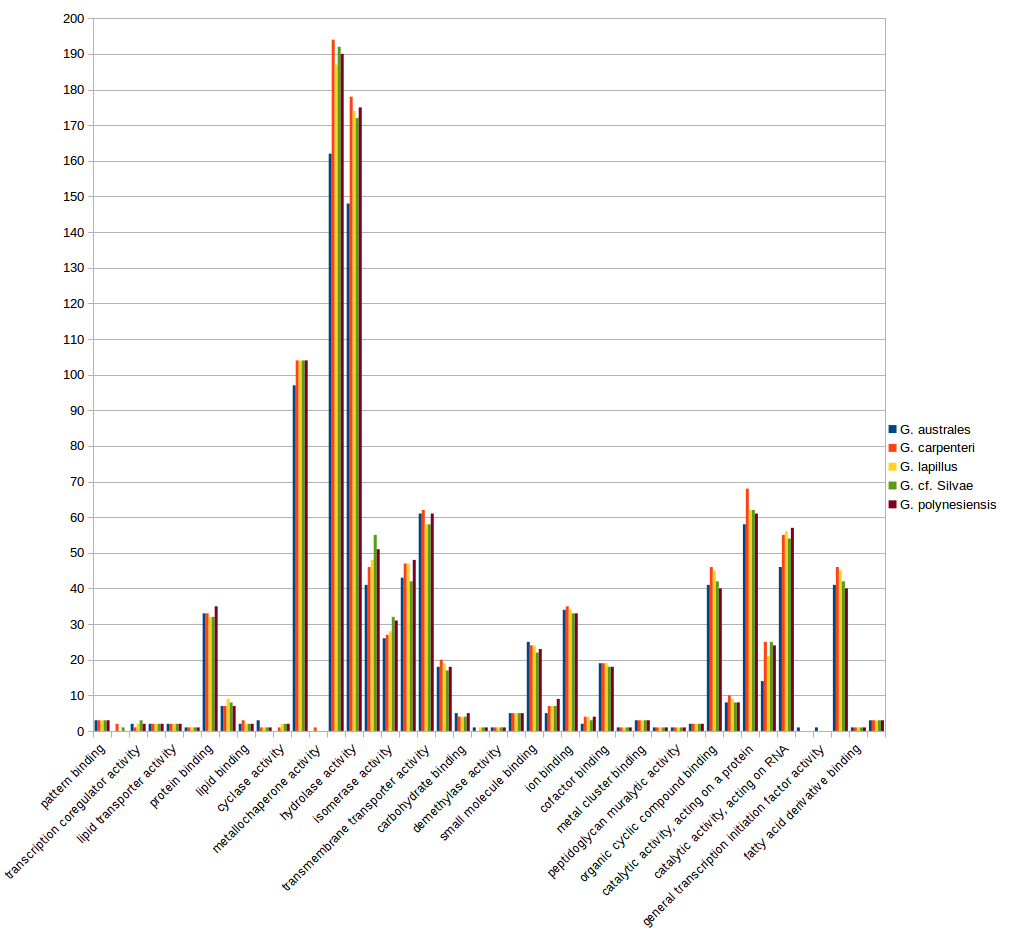 200
190
180
170
160
150
140
130
120
110
100
90
80
70
60
50
40
30
20
10
0
G. australes
G. carpenteri
G. lapillus
G. cf. Silvae
G. polynesiensis
pattern binding
transcription coregulator activity
lipid transporter activity
protein binding
lipid binding
cyclase activity
metallochaperone activity
hydrolase activity
isomerase activity
transmembrane transporter activity
carbohydrate binding
demethylase activity
small molecule binding
ion binding
cofactor binding
metal cluster binding
peptidoglycan muralytic activity
organic cyclic compound binding
catalytic activity, acting on a protein
catalytic activity, acting on RNA
general transcription initiation factor activity
fatty acid derivative binding